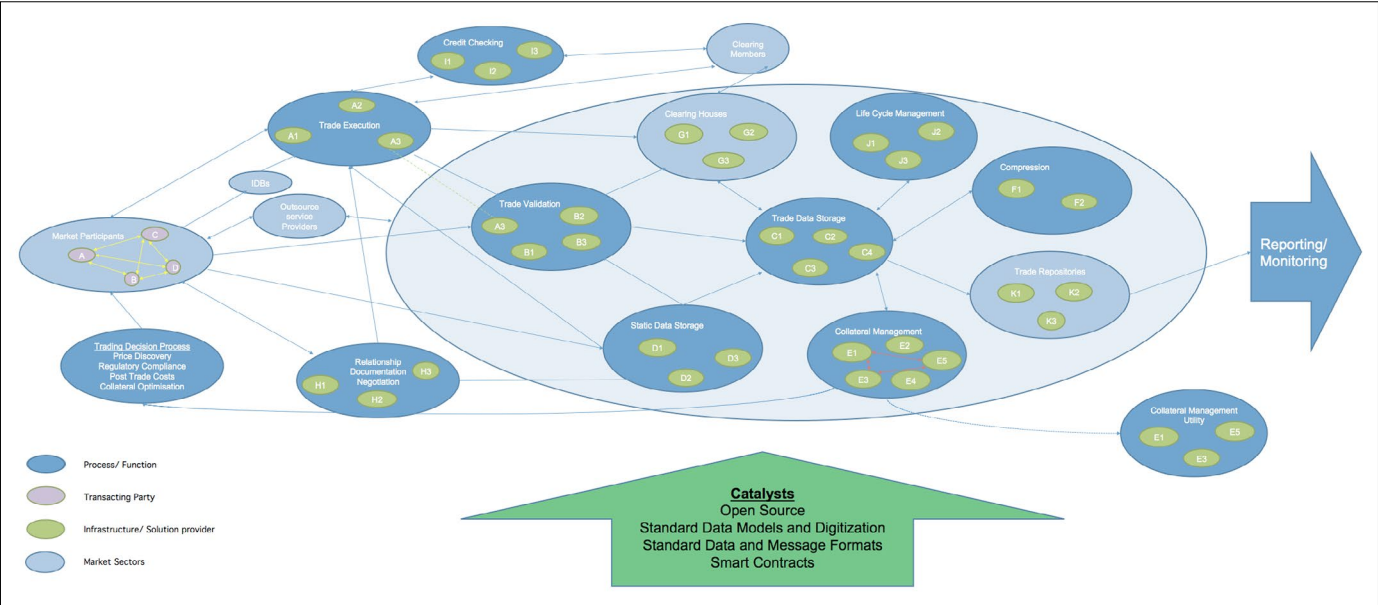 Credit Checking
I1
I2
I3
Clearing
Members
A2
Trade Execution
A1
A3
Clearing Houses
G1
G2
G3
Life Cycle Management
J1
J2
J3
Compression
F1
F2
IDBs
Outsource
service
Providers
Trade Validation
A3
B2
B1
B3
Trade Data Storage
C1
C2
C4
C3
Market Participants
C
A
D
B
Trade Repositories
K1
K2
K3
Reporting/
Monitoring
Static Data Storage
D1
D3
D2
Collateral Management
E1
E2
E5
E3
E4
Trading Decision Process
Price Discovery
Regulatory Compliance
Post Trade Costs
Collateral Optimisation
Relationship
Documentation
Negotiation
H1
H3
H2
Collateral Management
Utility
E1
E5
E3
Process/ Function
Transacting Party
Infrastructure/ Solution provider
Market Sectors
Catalysts
Open Source
Standard Data Models and Digitization
Standard Data and Message Formats
Smart Contracts